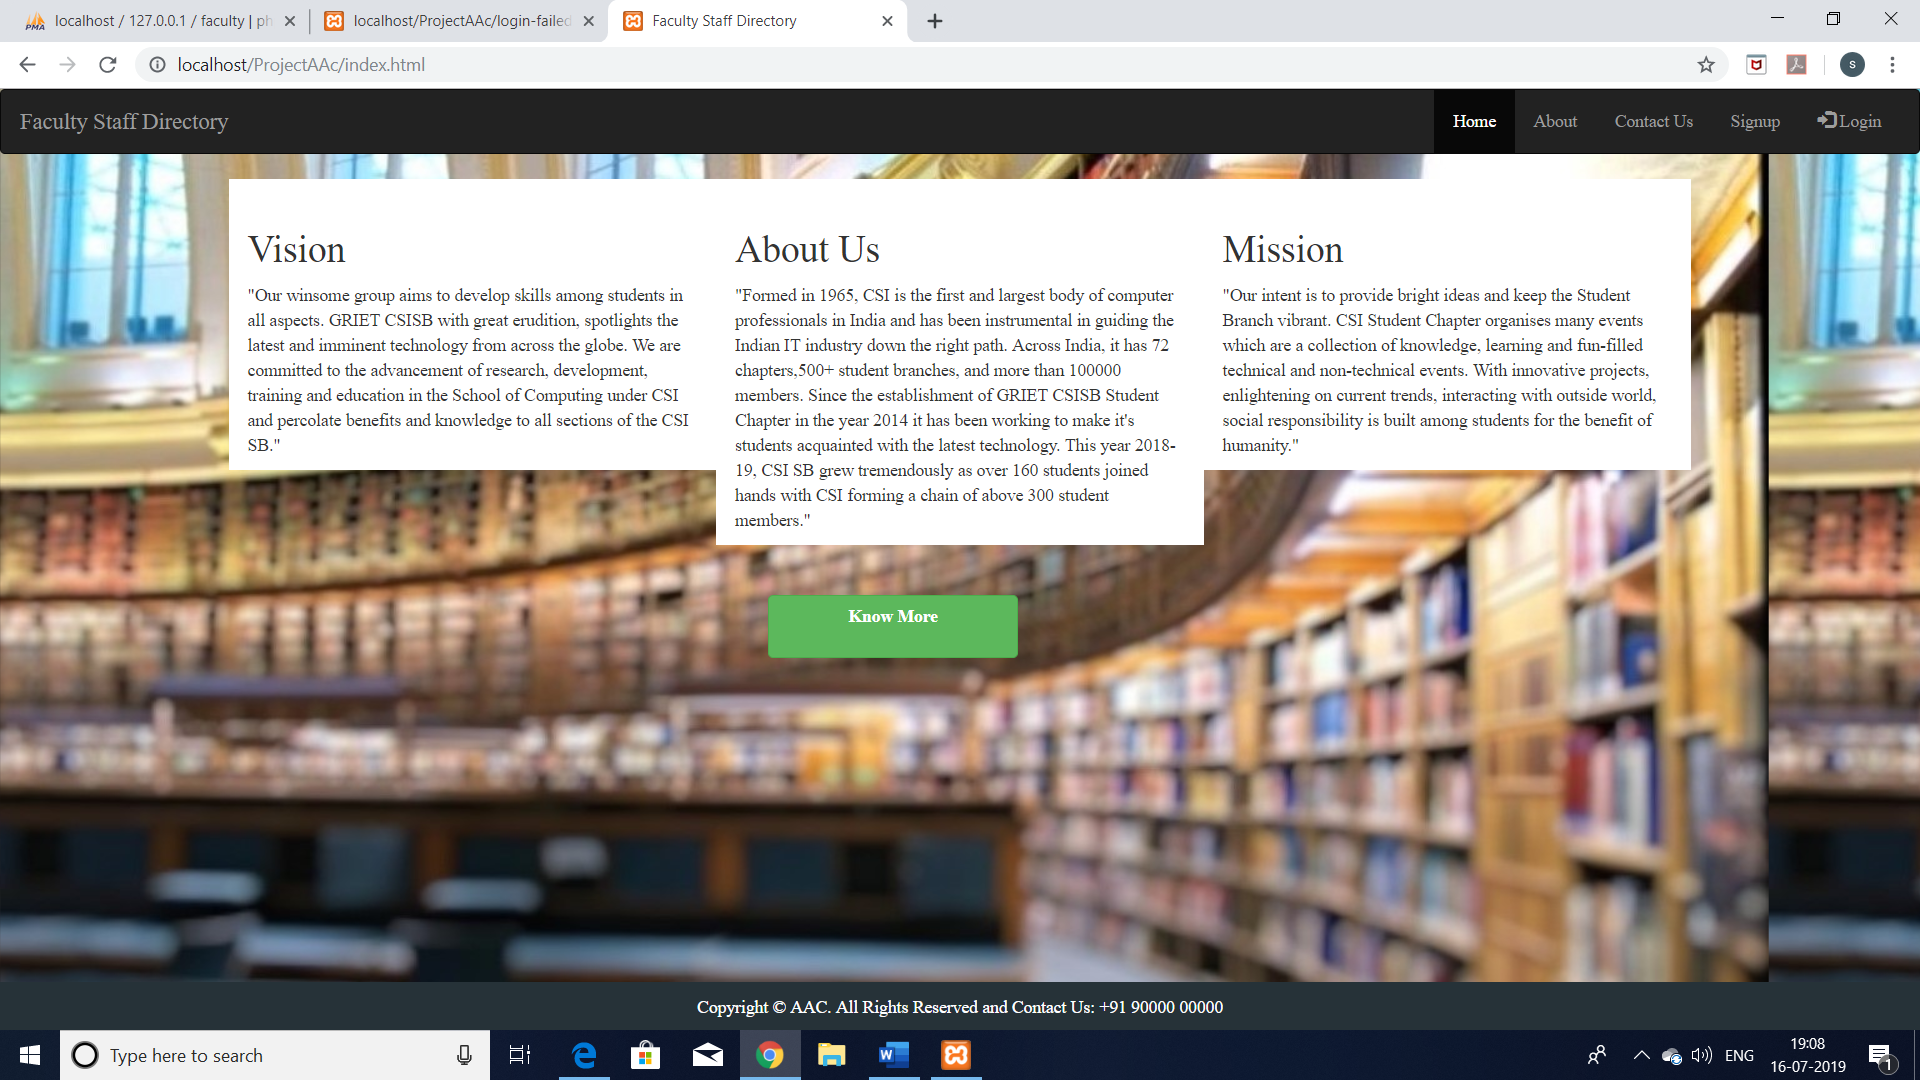 localhost / 127.0.0.1 / faculty | ph
localhost/ProjectAAc/login-failed
Faculty Staff Directory
localhost/ProjectAAc/index.html
S
Faculty Staff Directory
Home
About
Contact Us
Signup
Login
Vision
"Our winsome group aims to develop skills among students in
all aspects. GRIET CSISB with great erudition, spotlights the
latest and imminent technology from across the globe. We are
committed to the advancement of research, development,
training and education in the School of Computing under CSI
and percolate benefits and knowledge to all sections of the CSI
SB."
About Us
"Formed in 1965, CSI is the first and largest body of computer
professionals in India and has been instrumental in guiding the
Indian IT industry down the right path. Across India, it has 72
chapters,500+ student branches, and more than 100000
members. Since the establishment of GRIET CSISB Student
Chapter in the year 2014 it has been working to make it's
students acquainted with the latest technology. This year 2018-
19, CSI SB grew tremendously as over 160 students joined
hands with CSI forming a chain of above 300 student
members."
Mission
"Our intent is to provide bright ideas and keep the Student
Branch vibrant. CSI Student Chapter organises many events
which are a collection of knowledge, learning and fun-filled
technical and non-technical events. With innovative projects,
enlightening on current trends, interacting with outside world,
social responsibility is built among students for the benefit of
humanity."
Know More
Copyright © AAC. All Rights Reserved and Contact Us: +91 90000 00000
Type here to search
ENG
19:08
16-07-2019
1